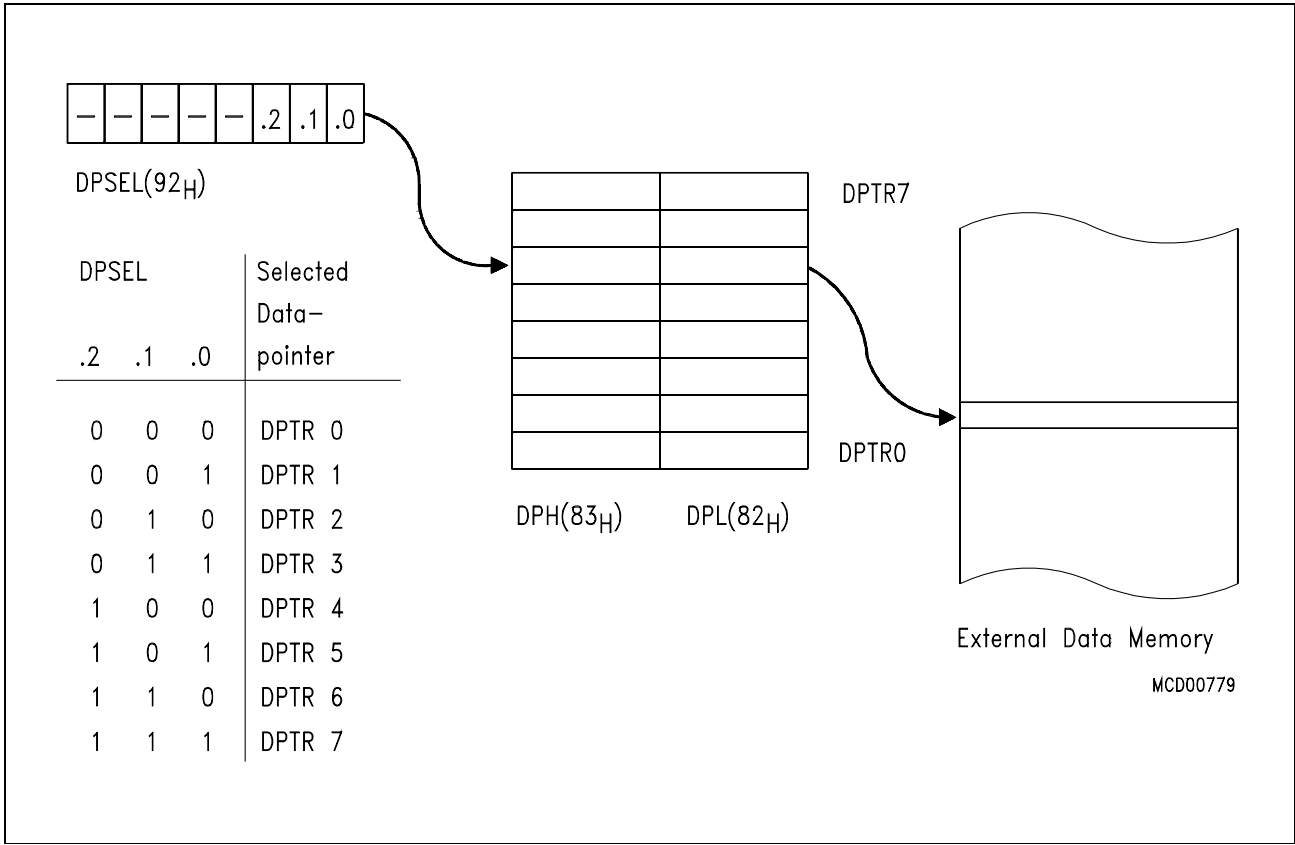 – – – – – .2 .1 .0
DPSEL(92H)
DPSEL Selected
Data–
.2 .1 .0 pointer
0 0 0 DPTR 0
0 0 1 DPTR 1
0 1 0 DPTR 2
0 1 1 DPTR 3
1 0 0 DPTR 4
1 0 1 DPTR 5
1 1 0 DPTR 6
1 1 1 DPTR 7
DPTR7
DPTR0
DPH(83H) DPL(82H)
External Data Memory
MCD00779